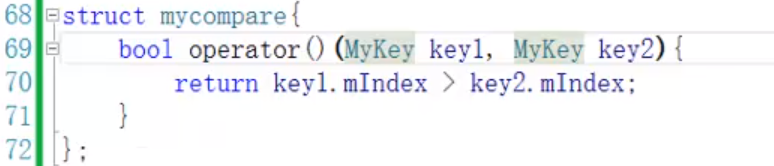 68 struct mycompare{
69     bool operator()(MyKey key1, MyKey key2){
70         return key1.mIndex > key2.mIndex;
71     }
72 };